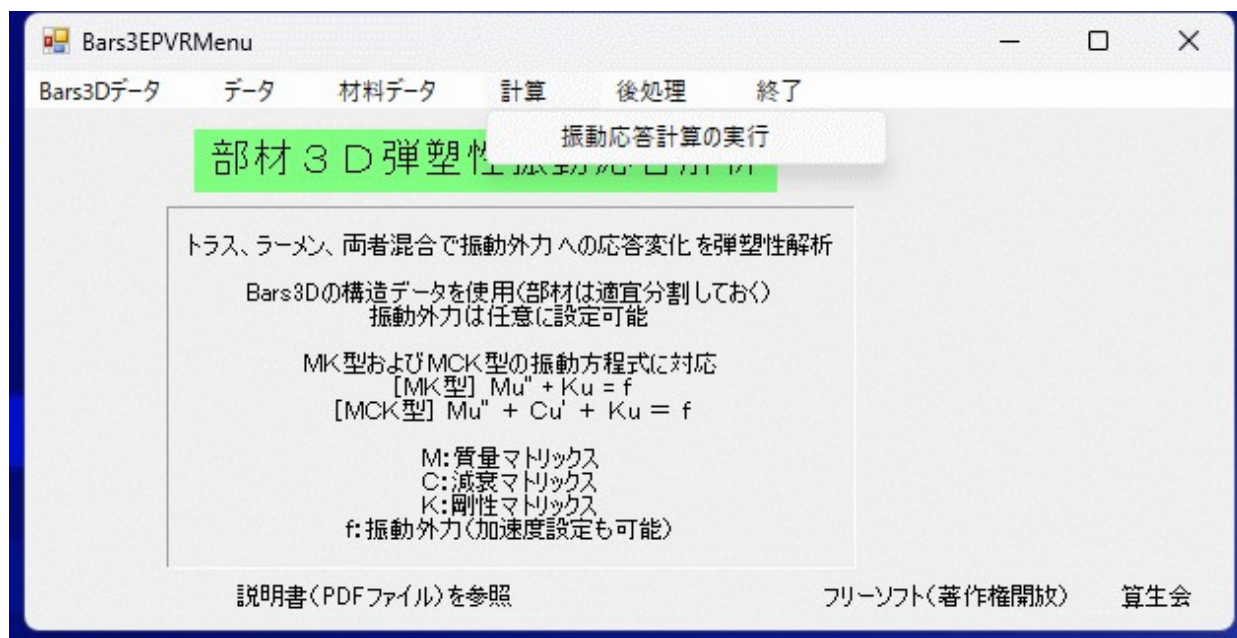 Bars3EPVRMenu
Bars3Dデータ データ 材料データ 計算 後処理 終了
振動応答計算の実行
部材３Ｄ弾塑性振動応答解析
トラス、ラーメン、両者混合で振動外力への応答変化を弾塑性解析
Bars3Dの構造データを使用(部材は適宜分割しておく)
振動外力は任意に設定可能
MK型およびMCK型の振動方程式に対応
[MK型] Mu" + Ku = f
[MCK型] Mu" + Cu' + Ku = f
M:質量マトリックス
C:減衰マトリックス
K:剛性マトリックス
f:振動外力(加速度設定も可能)
説明書(PDFファイル)を参照 フリーソフト(著作権開放) 算生会